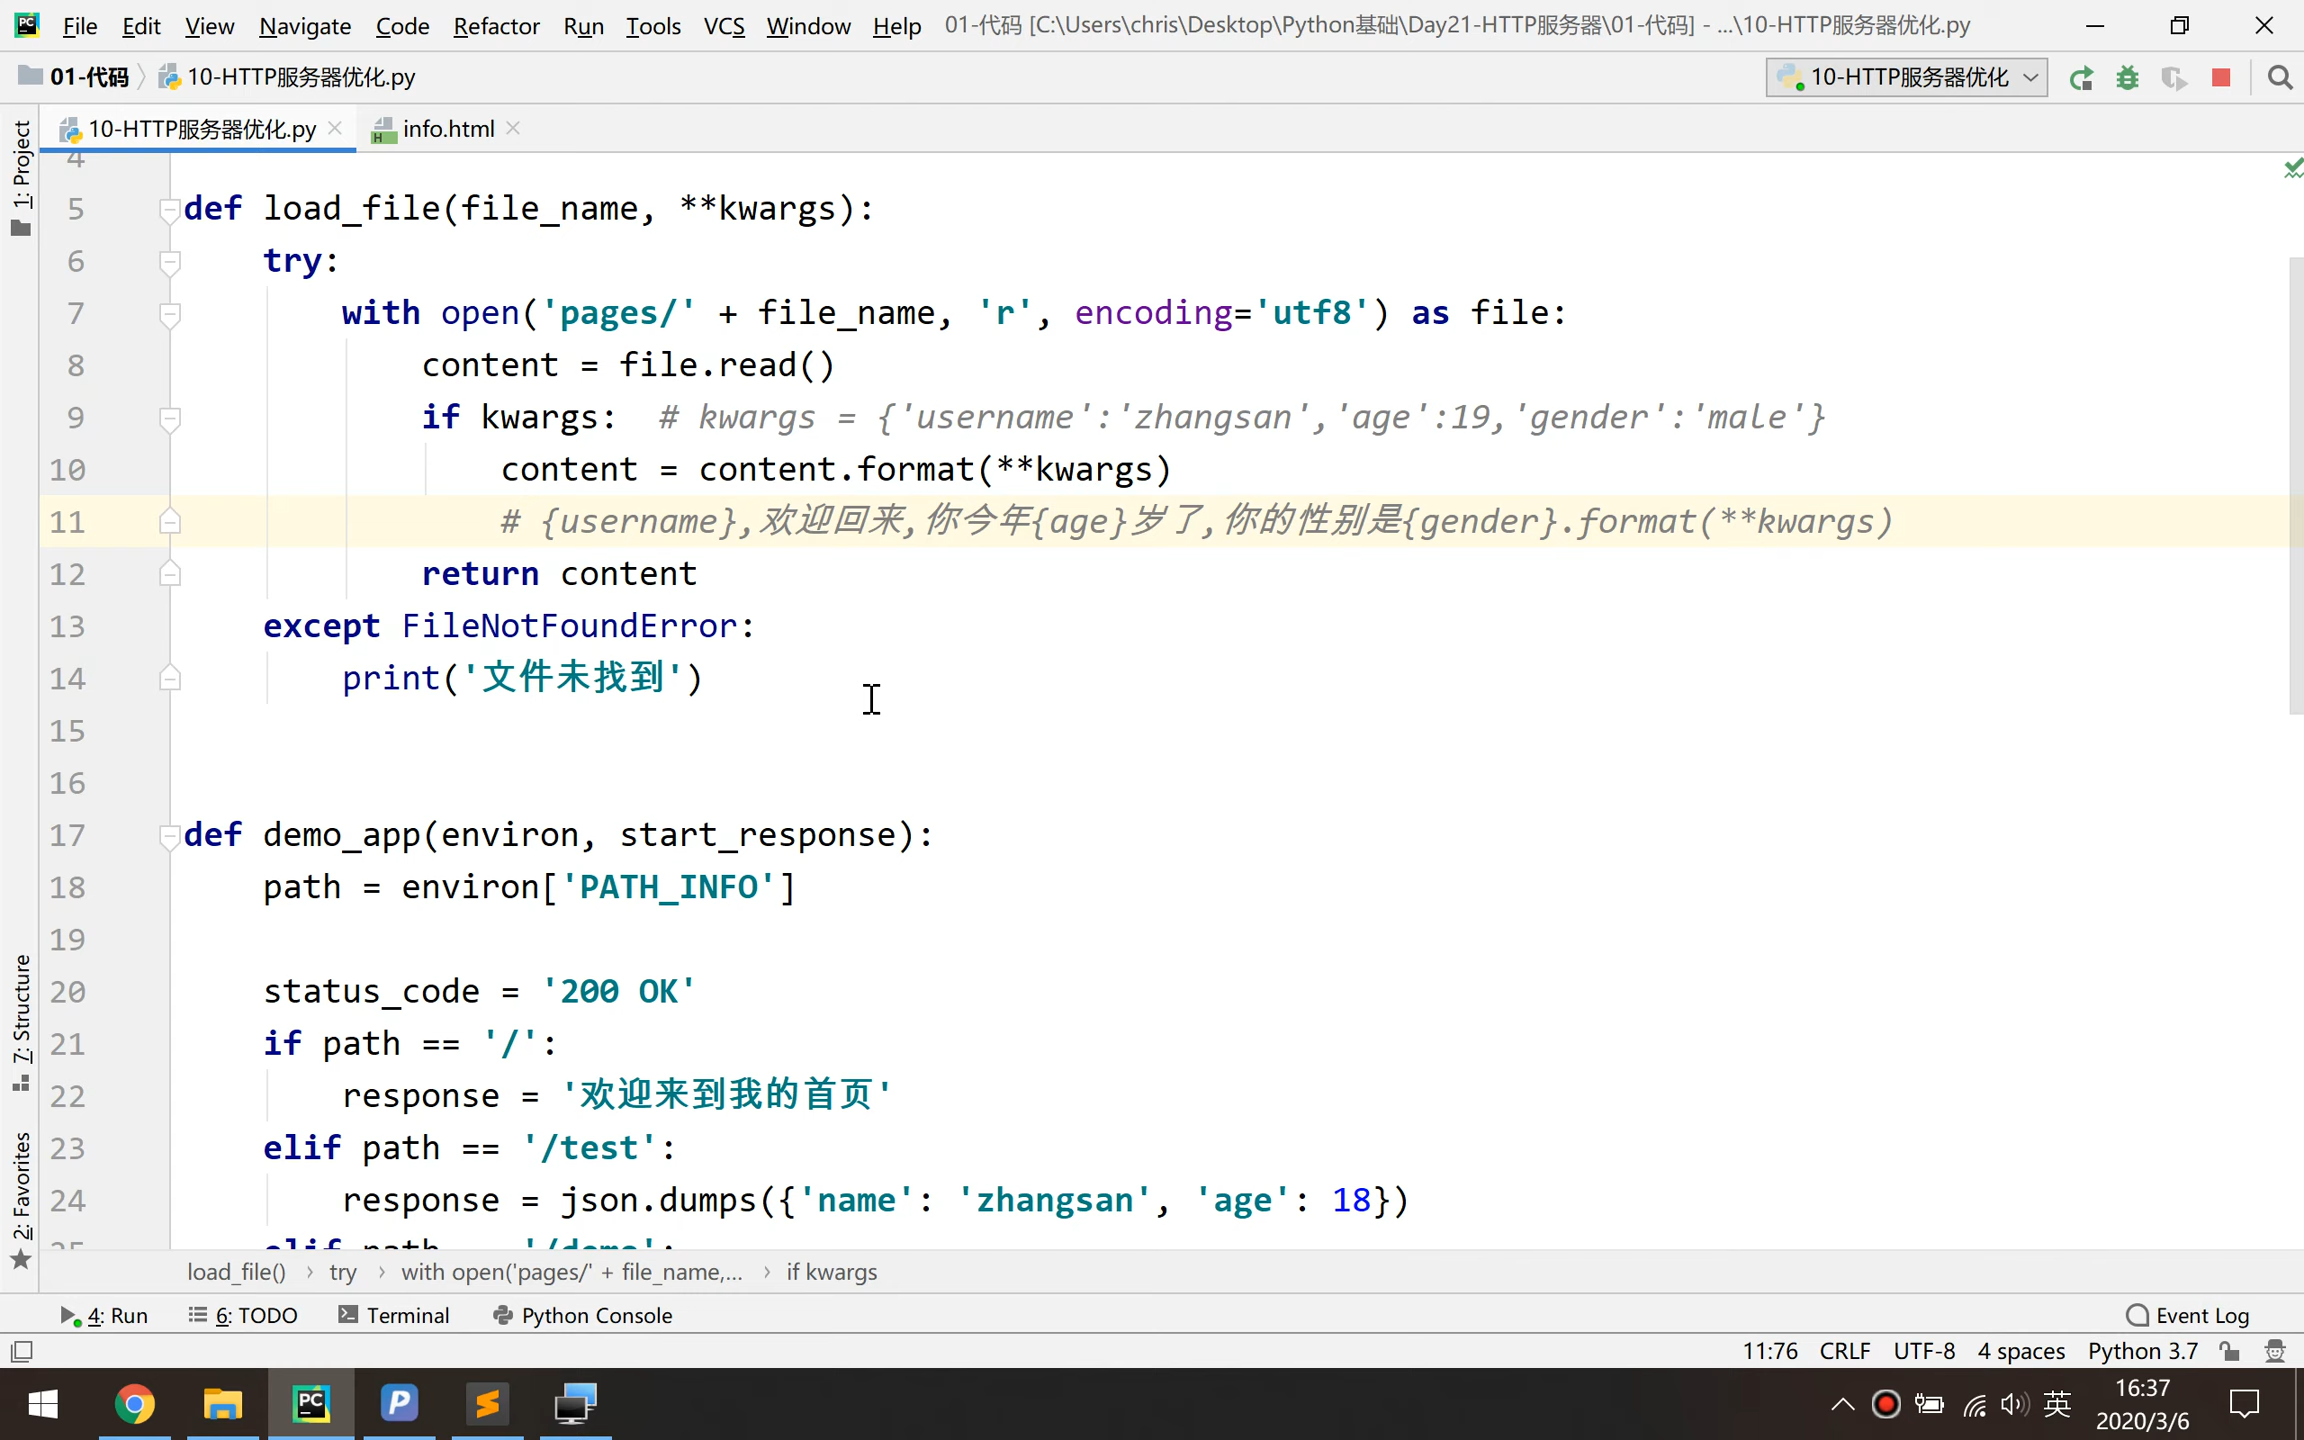 File Edit View Navigate Code Refactor Run Tools VCS Window Help 01-代码 [C:\Users\chris\Desktop\Python基础\Day21-HTTP服务器\01-代码] - ...\10-HTTP服务器优化.py
01-代码 10-HTTP服务器优化.py 10-HTTP服务器优化
10-HTTP服务器优化.py info.html
1: Project
7: Structure
2: Favorites
4
5 def load_file(file_name, **kwargs):
6 try:
7 with open('pages/' + file_name, 'r', encoding='utf8') as file:
8 content = file.read()
9 if kwargs: # kwargs = {'username':'zhangsan','age':19,'gender':'male'}
10 content = content.format(**kwargs)
11 # {username},欢迎回来,你今年{age}岁了,你的性别是{gender}.format(**kwargs)
12 return content
13 except FileNotFoundError:
14 print('文件未找到')
15
16
17 def demo_app(environ, start_response):
18 path = environ['PATH_INFO']
19
20 status_code = '200 OK'
21 if path == '/':
22 response = '欢迎来到我的首页'
23 elif path == '/test':
24 response = json.dumps({'name': 'zhangsan', 'age': 18})
25 elif path == '/demo':
load_file() › try › with open('pages/' + file_name,... › if kwargs
4: Run 6: TODO Terminal Python Console Event Log
11:76 CRLF UTF-8 4 spaces Python 3.7
英 16:37
2020/3/6